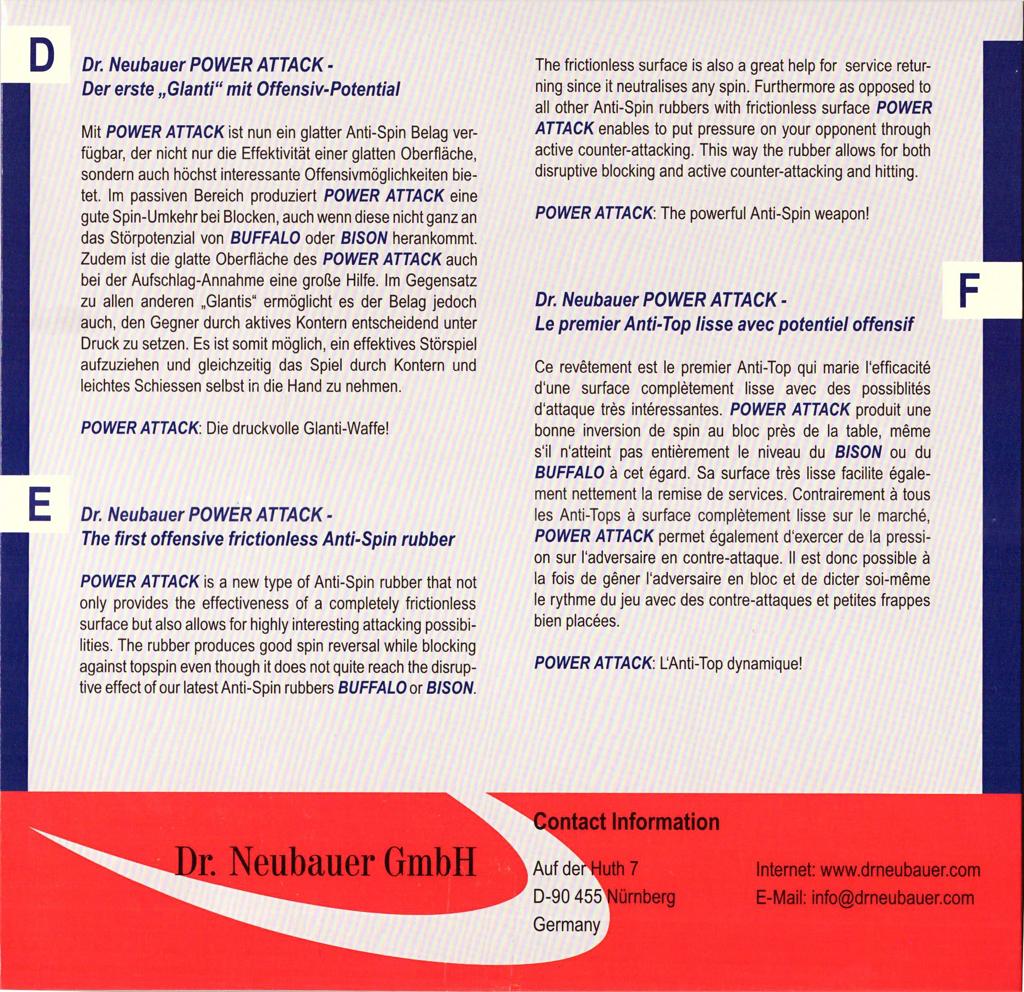 D
Dr. Neubauer POWER ATTACK -
Der erste „Glanti“ mit Offensiv-Potential
Mit POWER ATTACK ist nun ein glatter Anti-Spin Belag ver-
fügbar, der nicht nur die Effektivität einer glatten Oberfläche,
sondern auch höchst interessante Offensivmöglichkeiten bie-
tet. Im passiven Bereich produziert POWER ATTACK eine
gute Spin-Umkehr bei Blocken, auch wenn diese nicht ganz an
das Störpotenzial von BUFFALO oder BISON herankommt.
Zudem ist die glatte Oberfläche des POWER ATTACK auch
bei der Aufschlag-Annahme eine große Hilfe. Im Gegensatz
zu allen anderen „Glantis“ ermöglicht es der Belag jedoch
auch, den Gegner durch aktives Kontern entscheidend unter
Druck zu setzen. Es ist somit möglich, ein effektives Störspiel
aufzuziehen und gleichzeitig das Spiel durch Kontern und
leichtes Schiessen selbst in die Hand zu nehmen.
POWER ATTACK: Die druckvolle Glanti-Waffe!
E
Dr. Neubauer POWER ATTACK -
The first offensive frictionless Anti-Spin rubber
POWER ATTACK is a new type of Anti-Spin rubber that not
only provides the effectiveness of a completely frictionless
surface but also allows for highly interesting attacking possibi-
lities. The rubber produces good spin reversal while blocking
against topspin even though it does not quite reach the disrup-
tive effect of our latest Anti-Spin rubbers BUFFALO or BISON.
The frictionless surface is also a great help for service retur-
ning since it neutralises any spin. Furthermore as opposed to
all other Anti-Spin rubbers with frictionless surface POWER
ATTACK enables to put pressure on your opponent through
active counter-attacking. This way the rubber allows for both
disruptive blocking and active counter-attacking and hitting.
POWER ATTACK: The powerful Anti-Spin weapon!
F
Dr. Neubauer POWER ATTACK -
Le premier Anti-Top lisse avec potentiel offensif
Ce revêtement est le premier Anti-Top qui marie l'efficacité
d'une surface complètement lisse avec des possiblités
d'attaque très intéressantes. POWER ATTACK produit une
bonne inversion de spin au bloc près de la table, même
s'il n'atteint pas entièrement le niveau du BISON ou du
BUFFALO à cet égard. Sa surface très lisse facilite égale-
ment nettement la remise de services. Contrairement à tous
les Anti-Tops à surface complètement lisse sur le marché,
POWER ATTACK permet également d'exercer de la pressi-
on sur l'adversaire en contre-attaque. Il est donc possible à
la fois de gêner l'adversaire en bloc et de dicter soi-même
le rythme du jeu avec des contre-attaques et petites frappes
bien placées.
POWER ATTACK: L'Anti-Top dynamique!
Dr. Neubauer GmbH
Contact Information
Auf der Huth 7
D-90 455 Nürnberg
Germany
Internet: www.drneubauer.com
E-Mail: info@drneubauer.com